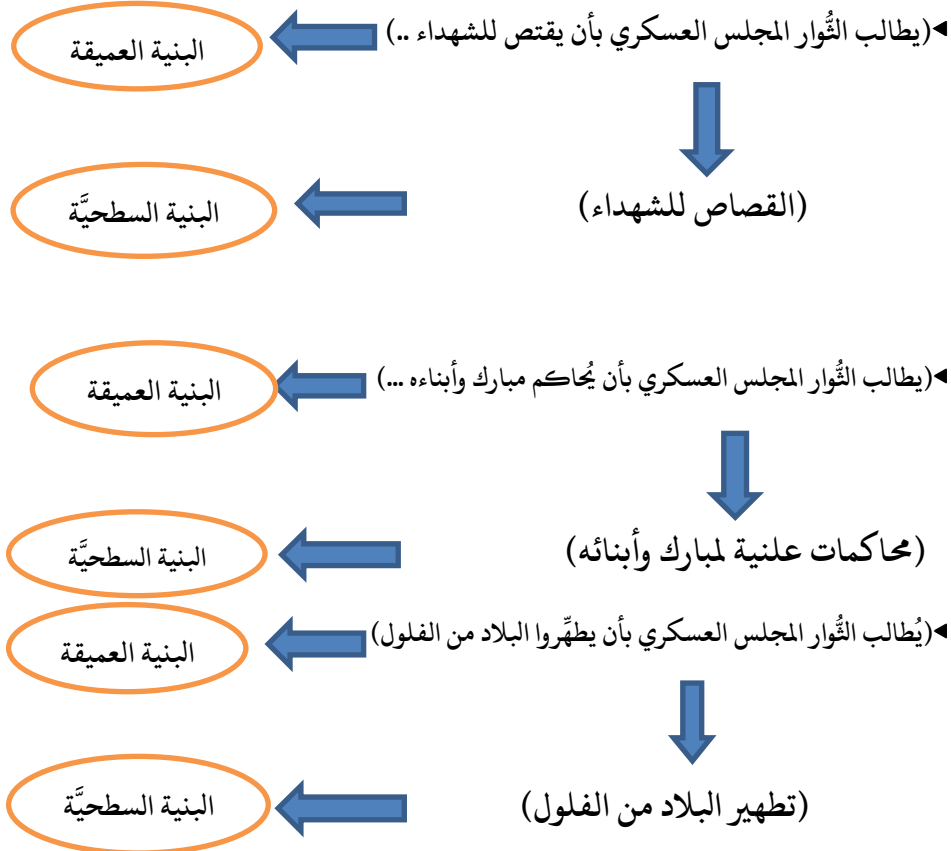 (يطالب الثُّوار المجلس العسكري بأن يقتص للشهداء ..)
البنية العميقة
(القصاص للشهداء)
البنية السطحيَّة
(يطالب الثُّوار المجلس العسكري بأن يُحاكم مبارك وأبناءه ...)
البنية العميقة
(محاكمات علنية لمبارك وأبنائه)
البنية السطحيَّة
(يُطالب الثُّوار المجلس العسكري بأن يطهِّروا البلاد من الفلول)
البنية العميقة
(تطهير البلاد من الفلول)
البنية السطحيَّة